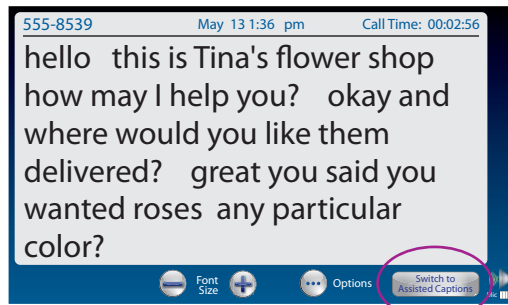 555-8539 May 13 1:36 pm Call Time: 00:02:56
hello this is Tina's flower shop
how may I help you? okay and
where would you like them
delivered? great you said you
wanted roses any particular
color?
Font
Size
Options
Switch to
Assisted Captions